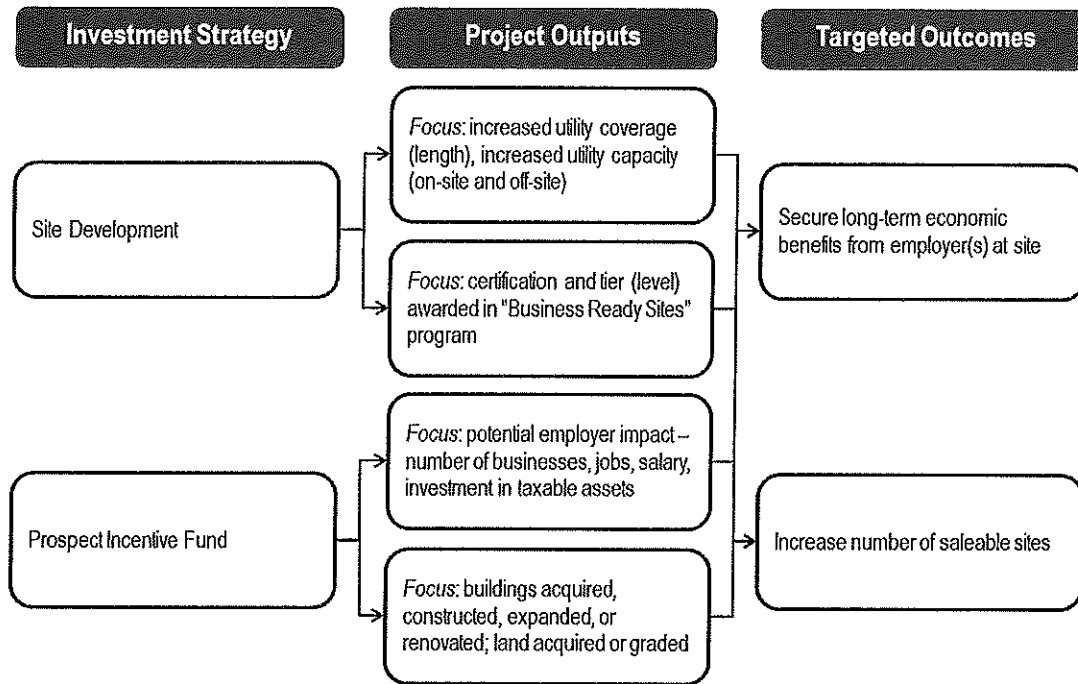 Investment Strategy
Project Outputs
Targeted Outcomes
Site Development
Focus: increased utility coverage
(length), increased utility capacity
(on-site and off-site)
Focus: certification and tier (level)
awarded in "Business Ready Sites"
program
Secure long-term economic
benefits from employer(s) at site
Prospect Incentive Fund
Focus: potential employer impact –
number of businesses, jobs, salary,
investment in taxable assets
Focus: buildings acquired,
constructed, expanded, or
renovated; land acquired or graded
Increase number of saleable sites